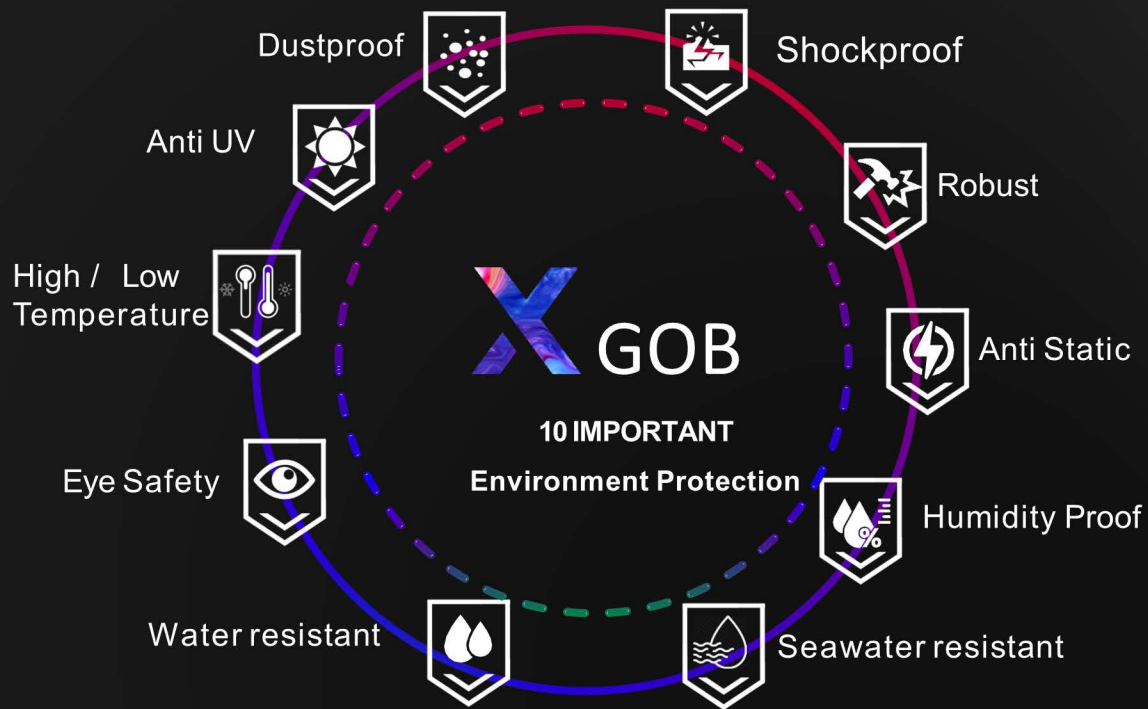 Dustproof
Shockproof
Anti UV
Robust
High / Low
Temperature
X GOB
Anti Static
10 IMPORTANT
Environment Protection
Eye Safety
Humidity Proof
%
Water resistant
Seawater resistant